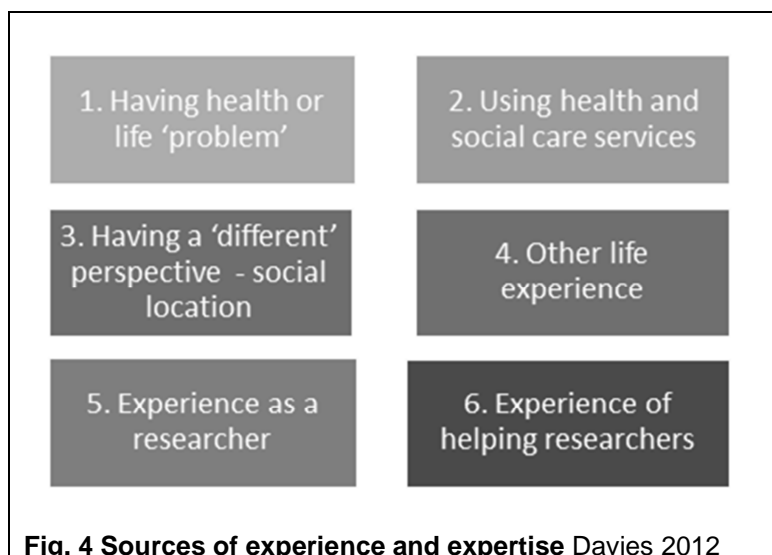 1. Having health or
life ‘problem’
2. Using health and
social care services
3. Having a ‘different’
perspective - social
location
4. Other life
experience
5. Experience as a
researcher
6. Experience of
helping researchers
Fig. 4 Sources of experience and expertise Davies 2012